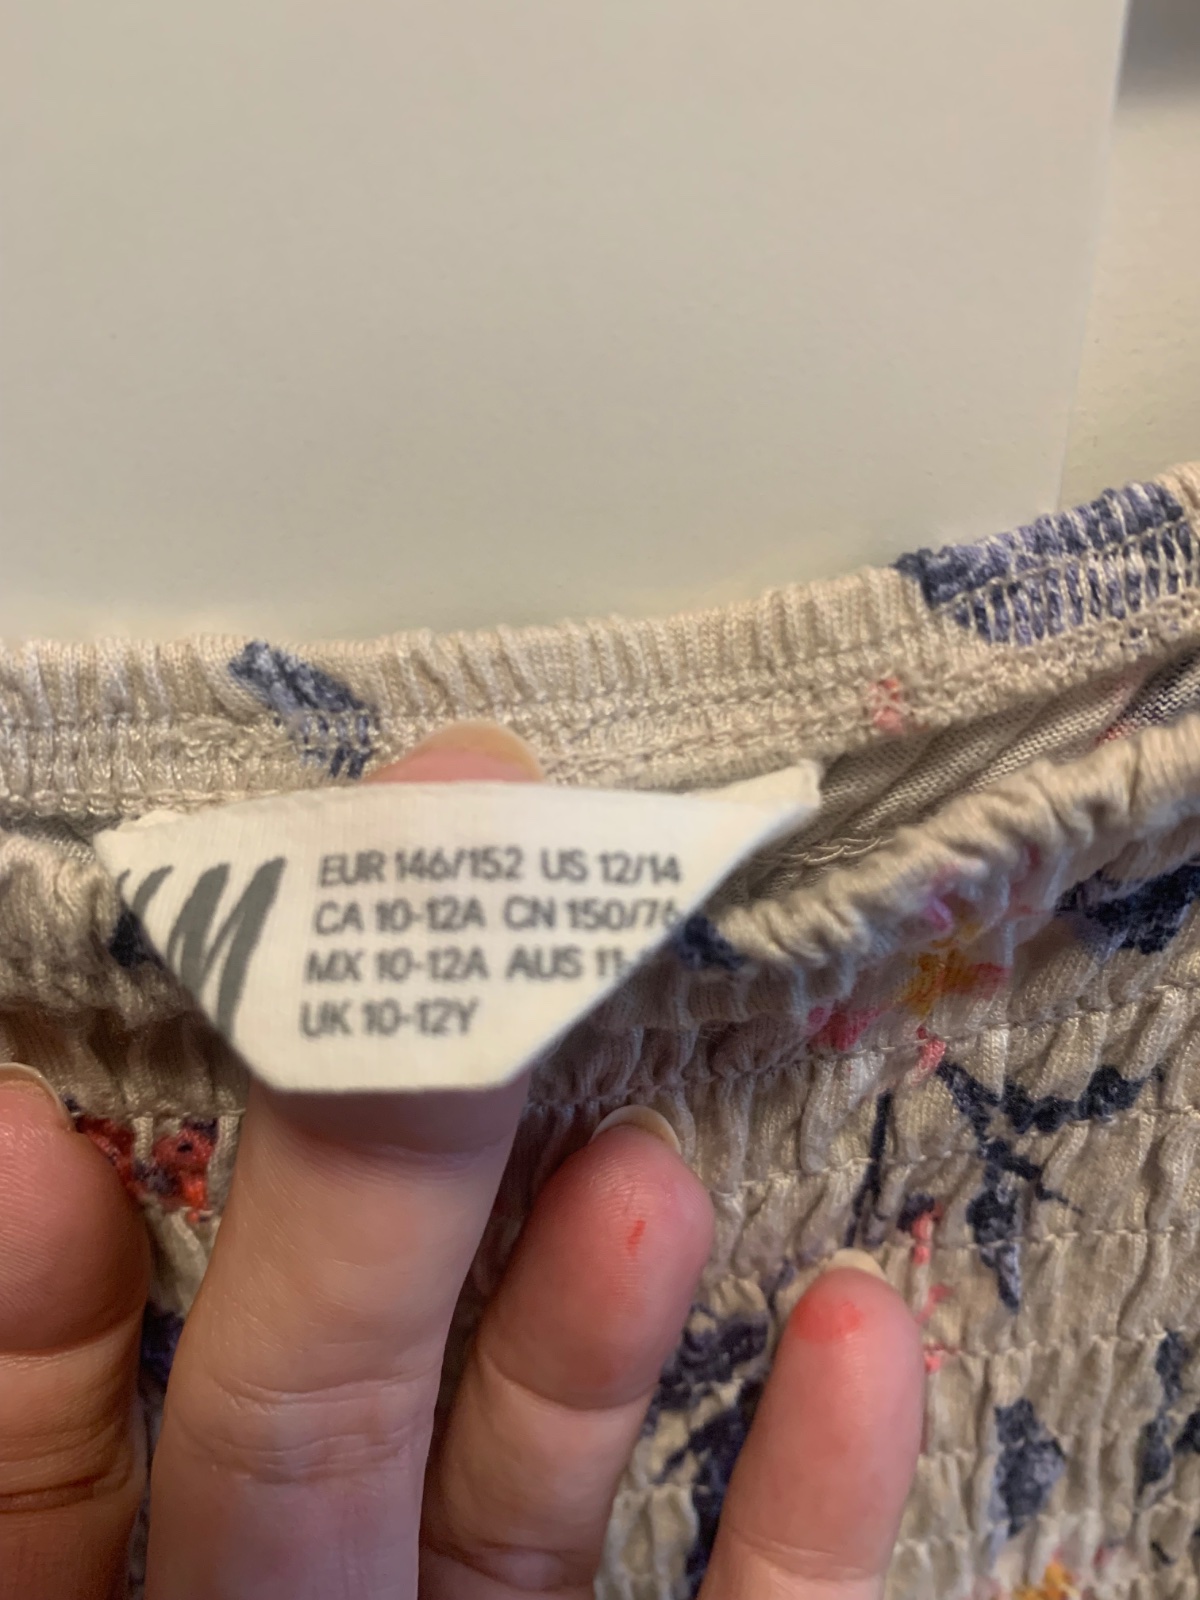 M
EUR 146/152 US 12/14
CA 10-12A CN 150/76
MX 10-12A AUS 11-
UK 10-12Y